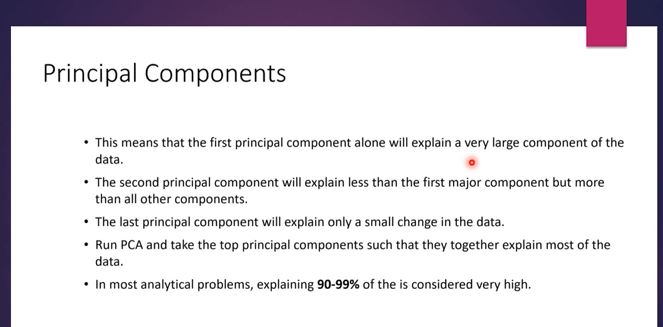 Principal Components
• This means that the first principal component alone will explain a very large component of the
data.
• The second principal component will explain less than the first major component but more
than all other components.
• The last principal component will explain only a small change in the data.
• Run PCA and take the top principal components such that they together explain most of the
data.
• In most analytical problems, explaining 90-99% of the is considered very high.